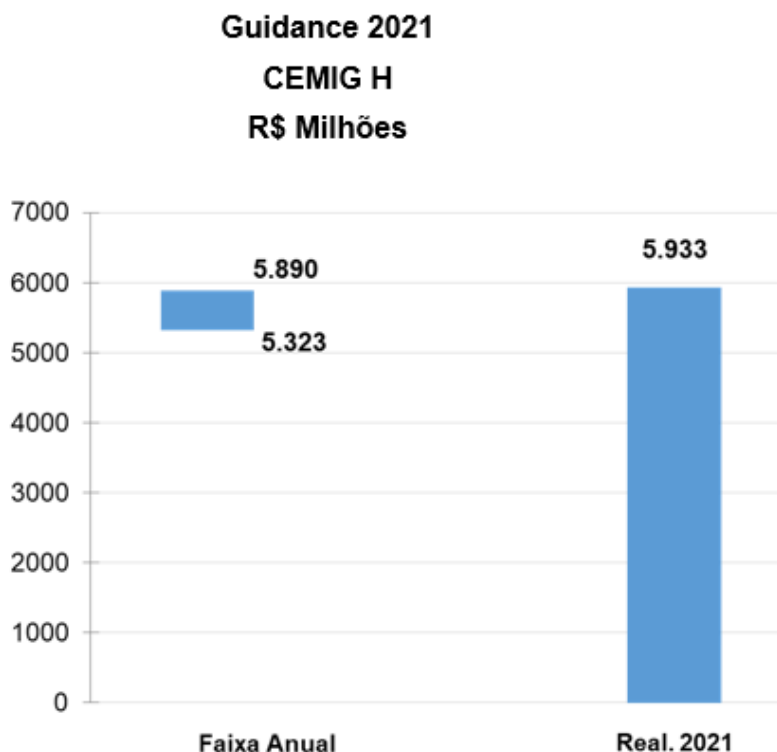 Guidance 2021
CEMIG H
R$ Milhões
7000
6000
5000
4000
3000
2000
1000
0
5.890
5.323
5.933
Faixa Anual
Real. 2021